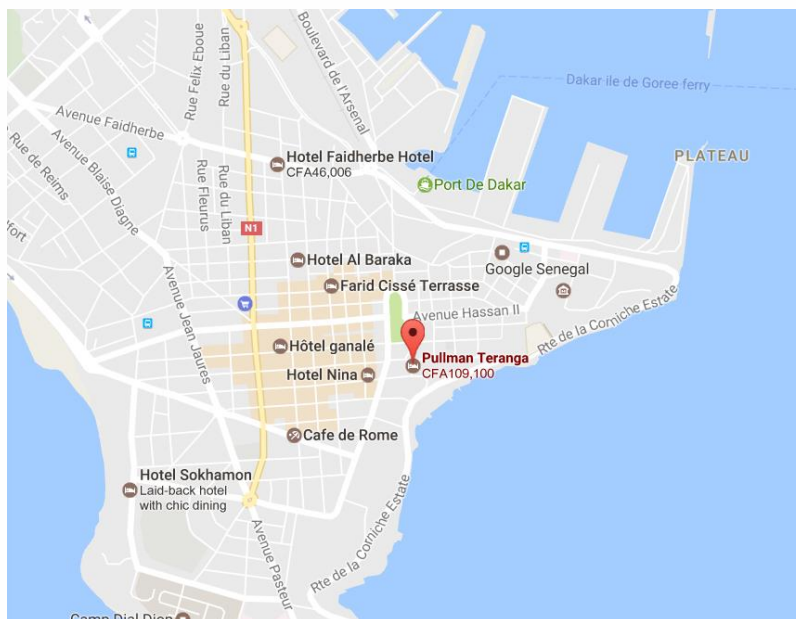 Rue Felix Eboue
Rue du Liban
Boulevard de l'Arsenal
Dakar ile de Goree ferry
Avenue Faidherbe
Avenue Blaise Diagne
Rue de Reims
Rue Fleurus
Rue du Liban
Hotel Faidherbe Hotel
CFA46,006
PLATEAU
Port De Dakar
N1
Hotel Al Baraka
Google Senegal
Farid Cissé Terrasse
Avenue Hassan II
Avenue Jean Jaures
Rte de la Corniche Estate
Hôtel ganalé
Pullman Teranga
CFA109,100
Hotel Nina
Cafe de Rome
Hotel Sokhamon
Laid-back hotel
with chic dining
Rte de la Corniche Estate
Avenue Pasteur